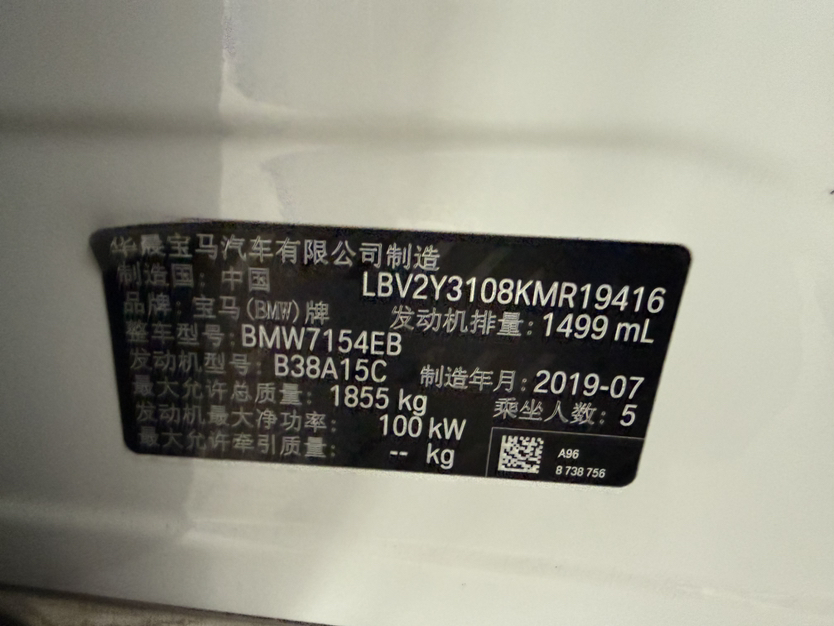 华晨宝马汽车有限公司制造
制造国：中国 LBV2Y3108KMR19416
品牌：宝马(BMW)牌 发动机排量：1499 mL
整车型号：BMW7154EB
发动机型号：B38A15C 制造年月：2019-07
最大允许总质量：1855 kg 乘坐人数：5
发动机最大净功率：100 kW
最大允许牵引质量：-- kg
A96
8 738 756